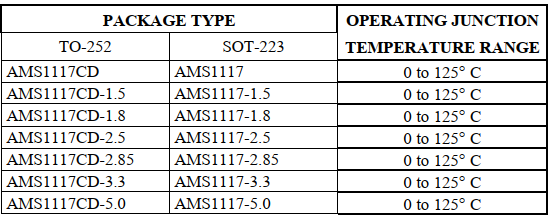 PACKAGE TYPE OPERATING JUNCTION
TO-252 SOT-223 TEMPERATURE RANGE
AMS1117CD AMS1117 0 to 125° C
AMS1117CD-1.5 AMS1117-1.5 0 to 125° C
AMS1117CD-1.8 AMS1117-1.8 0 to 125° C
AMS1117CD-2.5 AMS1117-2.5 0 to 125° C
AMS1117CD-2.85 AMS1117-2.85 0 to 125° C
AMS1117CD-3.3 AMS1117-3.3 0 to 125° C
AMS1117CD-5.0 AMS1117-5.0 0 to 125° C